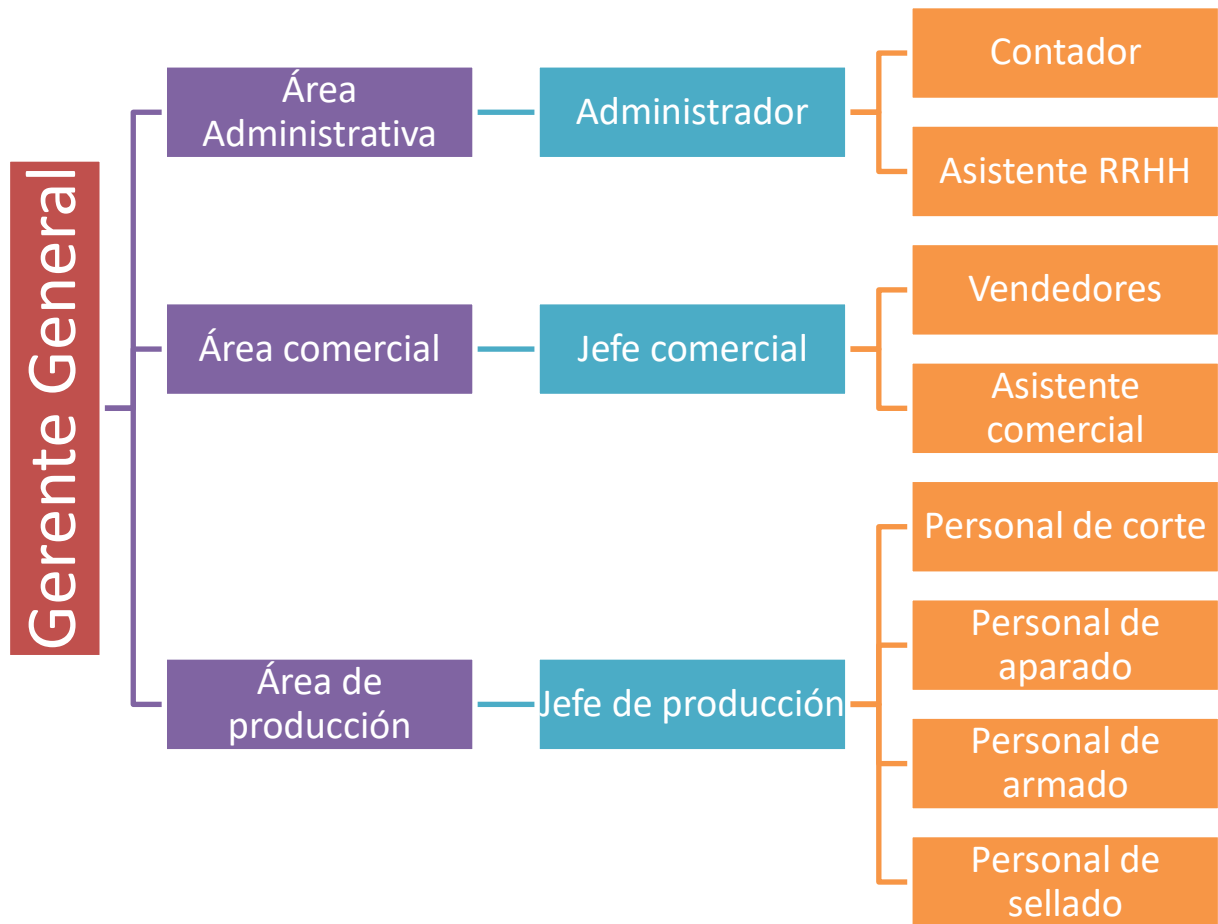 Gerente General
Área
Administrativa
Administrador
Contador
Asistente RRHH
Área comercial
Jefe comercial
Vendedores
Asistente
comercial
Área de
producción
Jefe de producción
Personal de corte
Personal de
aparado
Personal de
armado
Personal de
sellado